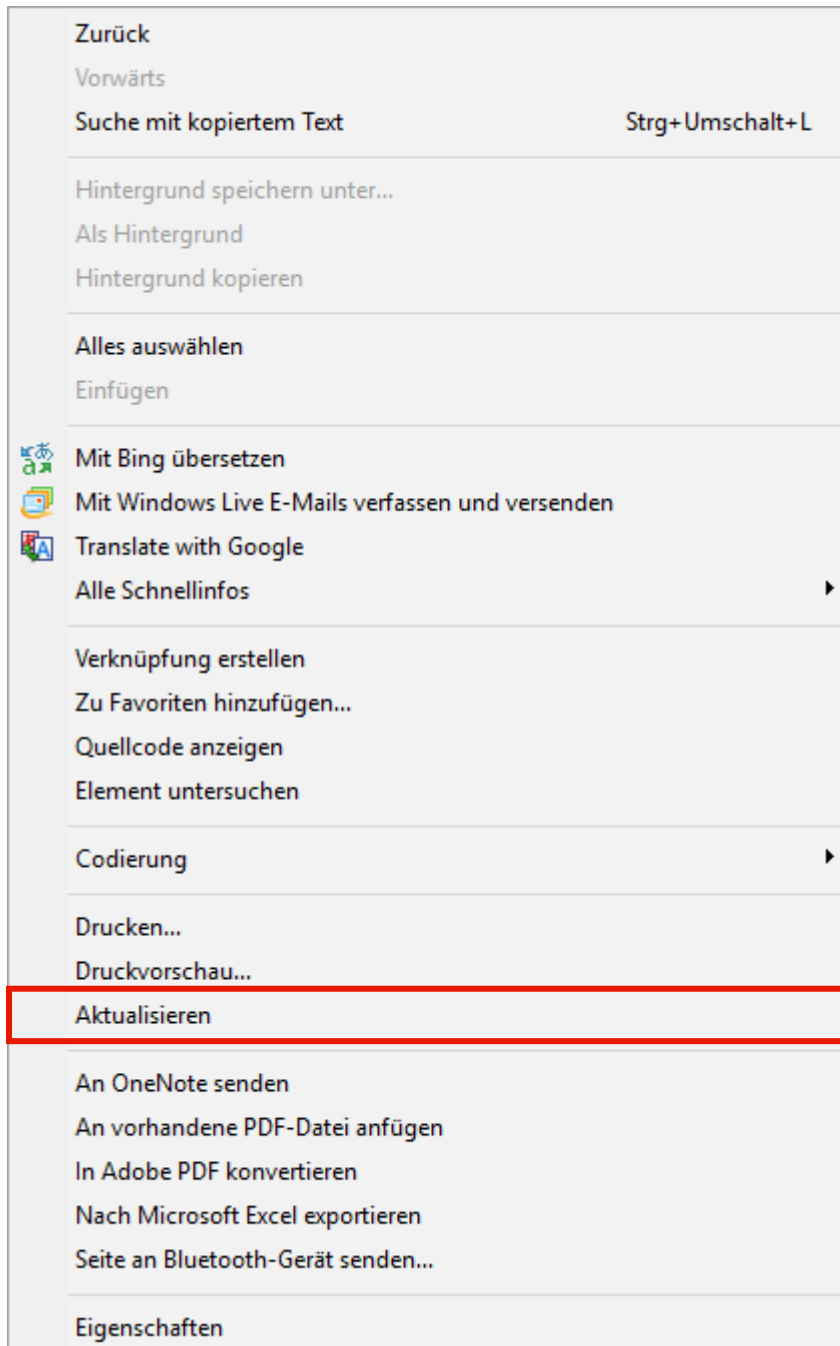 Zurück
Vorwärts
Suche mit kopiertem Text Strg+Umschalt+L
Hintergrund speichern unter...
Als Hintergrund
Hintergrund kopieren
Alles auswählen
Einfügen
Mit Bing übersetzen
Mit Windows Live E-Mails verfassen und versenden
Translate with Google
Alle Schnellinfos
Verknüpfung erstellen
Zu Favoriten hinzufügen...
Quellcode anzeigen
Element untersuchen
Codierung
Drucken...
Druckvorschau...
Aktualisieren
An OneNote senden
An vorhandene PDF-Datei anfügen
In Adobe PDF konvertieren
Nach Microsoft Excel exportieren
Seite an Bluetooth-Gerät senden...
Eigenschaften